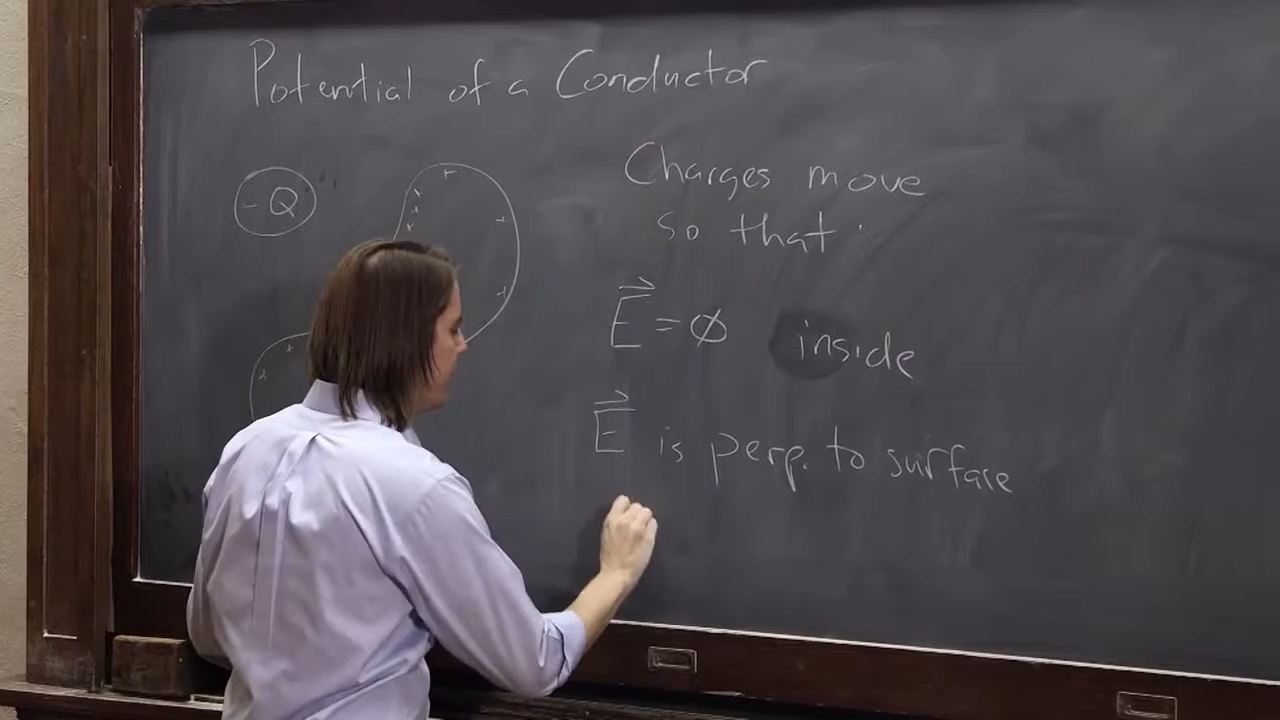 Potential of a Conductor
-Q
Charges move
so that
E⃗ = ∅ inside
E⃗ is perp. to surface